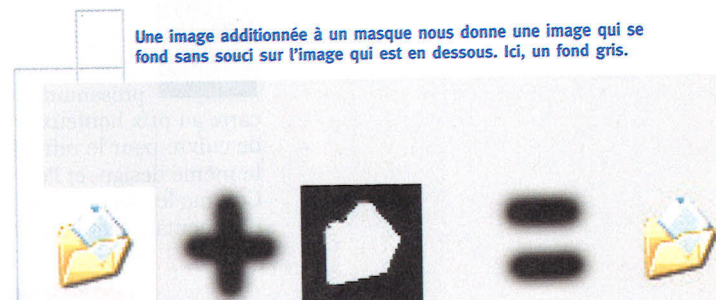 Une image additionnée à un masque nous donne une image qui se
fond sans souci sur l'image qui est en dessous. Ici, un fond gris.